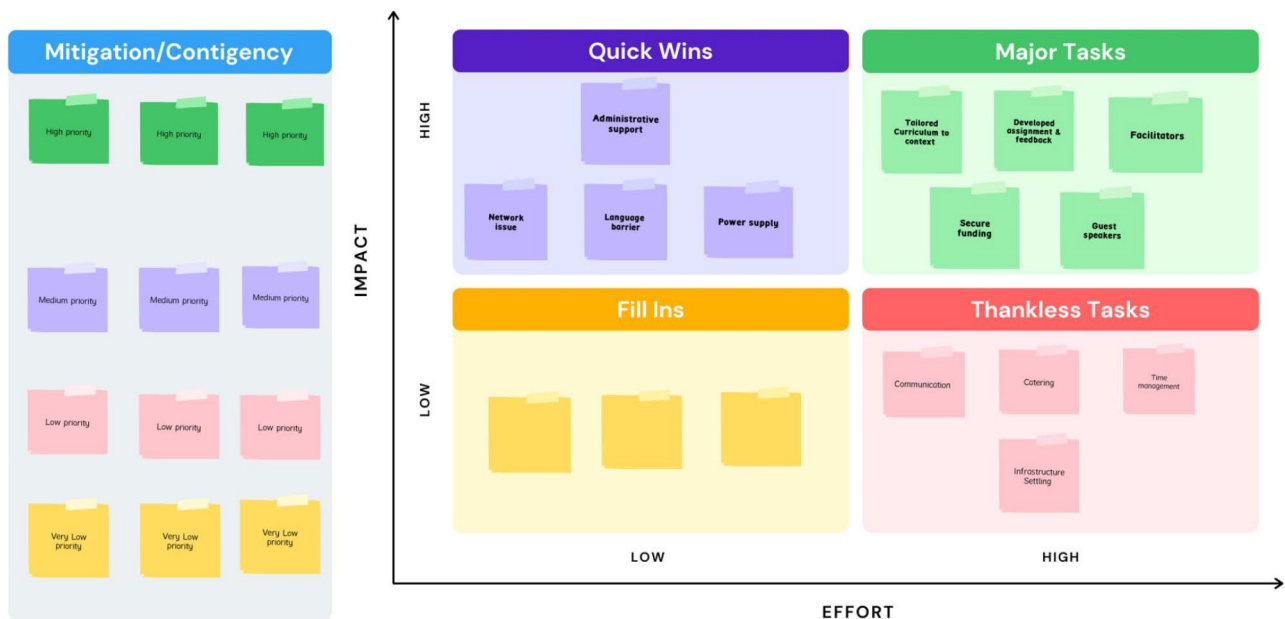 Mitigation/Contigency
High priority
High priority
High priority
Medium priority
Medium priority
Medium priority
Low priority
Low priority
Low priority
Very Low
priority
Very Low
priority
Very Low
priority
IMPACT
HIGH
LOW
Quick Wins
Administrative
support
Network
issue
Language
barrier
Power supply
Major Tasks
Tailored
Curriculum to
context
Developed
assignment &
feedback
Facilitators
Secure
funding
Guest
speakers
Fill Ins
Thankless Tasks
Communication
Catering
Time
management
Infrastructure
Settling
LOW
HIGH
EFFORT